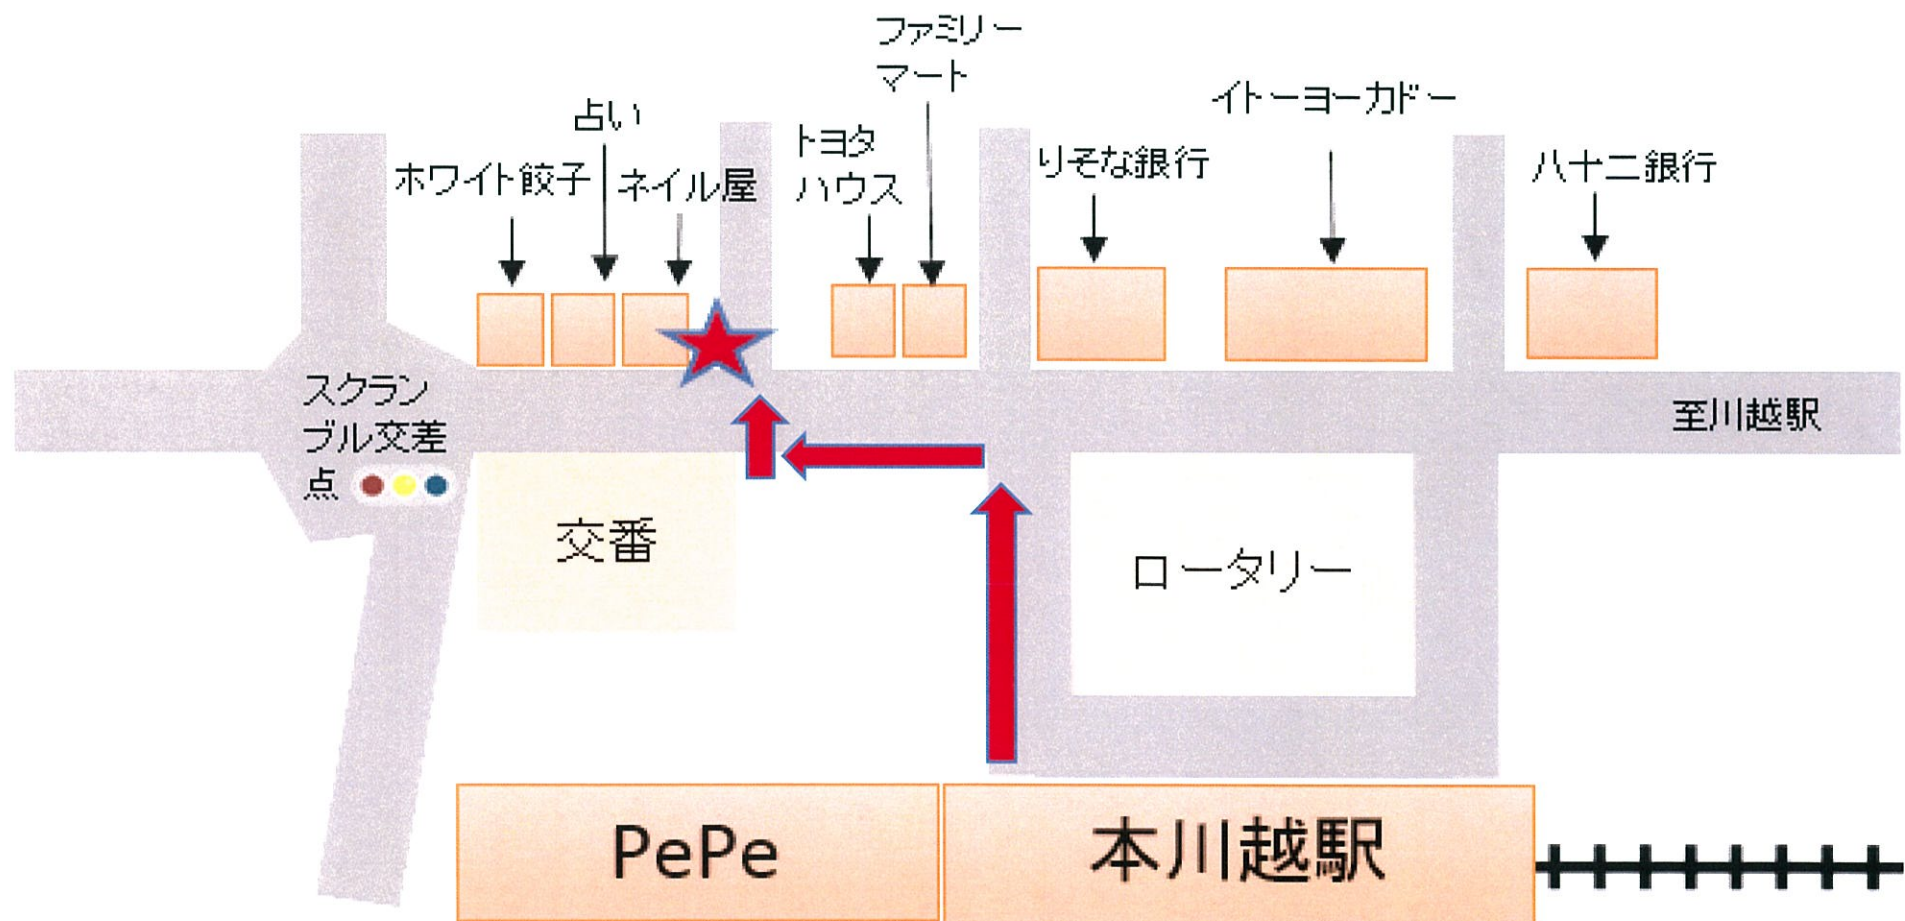 ファミリー
マート
イトーヨーカドー
占い
トヨタ
ハウス
りそな銀行
八十二銀行
ホワイト餃子
ネイル屋
スクラン
ブル交差
点
至川越駅
交番
ロータリー
PePe
本川越駅